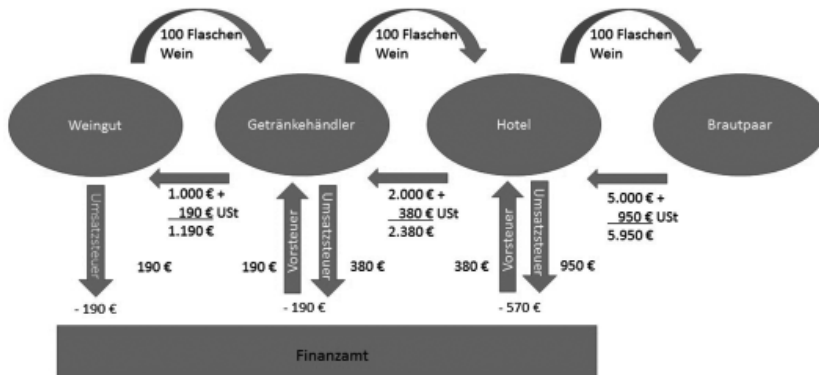 100 Flaschen
Wein
100 Flaschen
Wein
100 Flaschen
Wein
Weingut
Getränkehändler
Hotel
Brautpaar
1.000 € +
190 € USt
1.190 €
2.000 € +
380 € USt
2.380 €
5.000 € +
950 € USt
5.950 €
Umsatzsteuer
190 €
190 €
Vorsteuer
Umsatzsteuer
380 €
380 €
Vorsteuer
Umsatzsteuer
950 €
- 190 €
- 190 €
- 570 €
Finanzamt